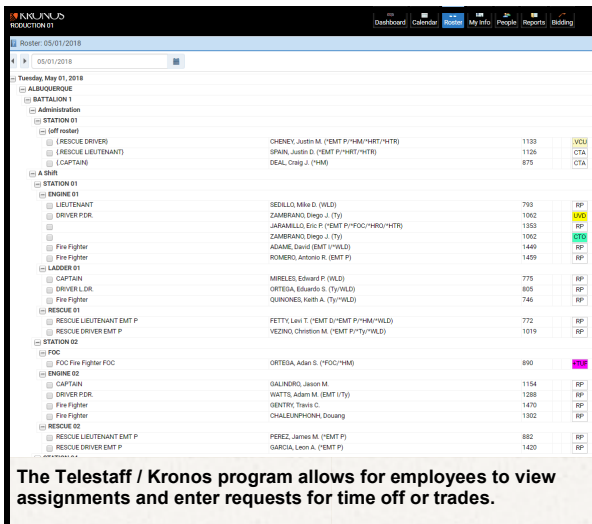 KRONOS
RODUCTION 01
Dashboard Calendar Roster My Info People Reports Bidding
Roster: 05/01/2018
05/01/2018
Tuesday, May 01, 2018
ALBUQUERQUE
BATTALION 1
Administration
STATION 01
(off roster)
(.RESCUE DRIVER) CHENEY, Justin M. (*EMT P/*HM/*HRT/*HTR) 1133 .VCU
(.RESCUE LIEUTENANT) SPAIN, Justin D. (*EMT P/*HRT/*HTR) 1126 CTA
(.CAPTAIN) DEAL, Craig J. (*HM) 875 CTA
A Shift
STATION 01
ENGINE 01
LIEUTENANT SEDILLO, Mike D. (WLD) 793 RP
DRIVER P.DR. ZAMBRANO, Diego J. (Ty) 1062 UVD
JARAMILLO, Eric P. (*EMT P/*FOC/*HRO/*HTR) 1353 RP
ZAMBRANO, Diego J. (Ty) 1062 CTO
Fire Fighter ADAME, David (EMT I/*WLD) 1449 RP
Fire Fighter ROMERO, Antonio R. (EMT P) 1459 RP
LADDER 01
CAPTAIN MIRELES, Edward P. (WLD) 775 RP
DRIVER L.DR. ORTEGA, Eduardo S. (Ty/WLD) 805 RP
Fire Fighter QUINONES, Keith A. (Ty/*WLD) 746 RP
RESCUE 01
RESCUE LIEUTENANT EMT P FETTY, Levi T. (*EMT D/*EMT P/*HM/*WLD) 772 RP
RESCUE DRIVER EMT P VEZINO, Christion M. (*EMT P/*Ty/*WLD) 1019 RP
STATION 02
FOC
FOC Fire Fighter FOC ORTEGA, Adan S. (*FOC/*HM) 890
ENGINE 02
CAPTAIN GALINDRO, Jason M. 1154 RP
DRIVER P.DR. WATTS, Adam M. (EMT I/Ty) 1288 RP
Fire Fighter GENTRY, Travis C. 1470 RP
Fire Fighter CHALEUNPHONH, Douang 1302 RP
RESCUE 02
RESCUE LIEUTENANT EMT P PEREZ, James M. (*EMT P) 882 RP
RESCUE DRIVER EMT P GARCIA, Leon A. (*EMT P) 1420 RP
The Telestaff / Kronos program allows for employees to view
assignments and enter requests for time off or trades.